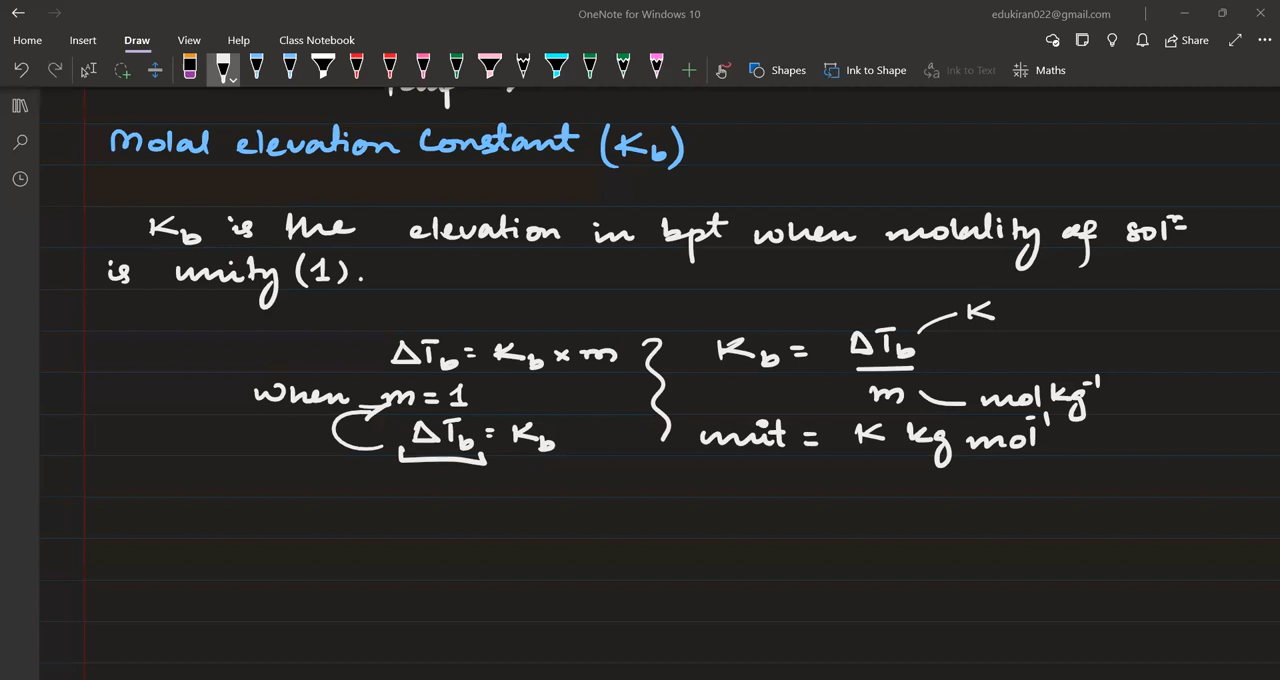 OneNote for Windows 10
edukiran022@gmail.com
Home Insert Draw View Help Class Notebook
Share
Shapes Ink to Shape Ink to Text Maths
Temp
Molal elevation Constant (Kb)
Kb is the elevation in bpt when molality of solⁿ
is unity (1).
ΔTb = Kb × m
when m = 1
ΔTb = Kb
Kb = ΔTb / m
K
mol kg⁻¹
unit = K kg mol⁻¹